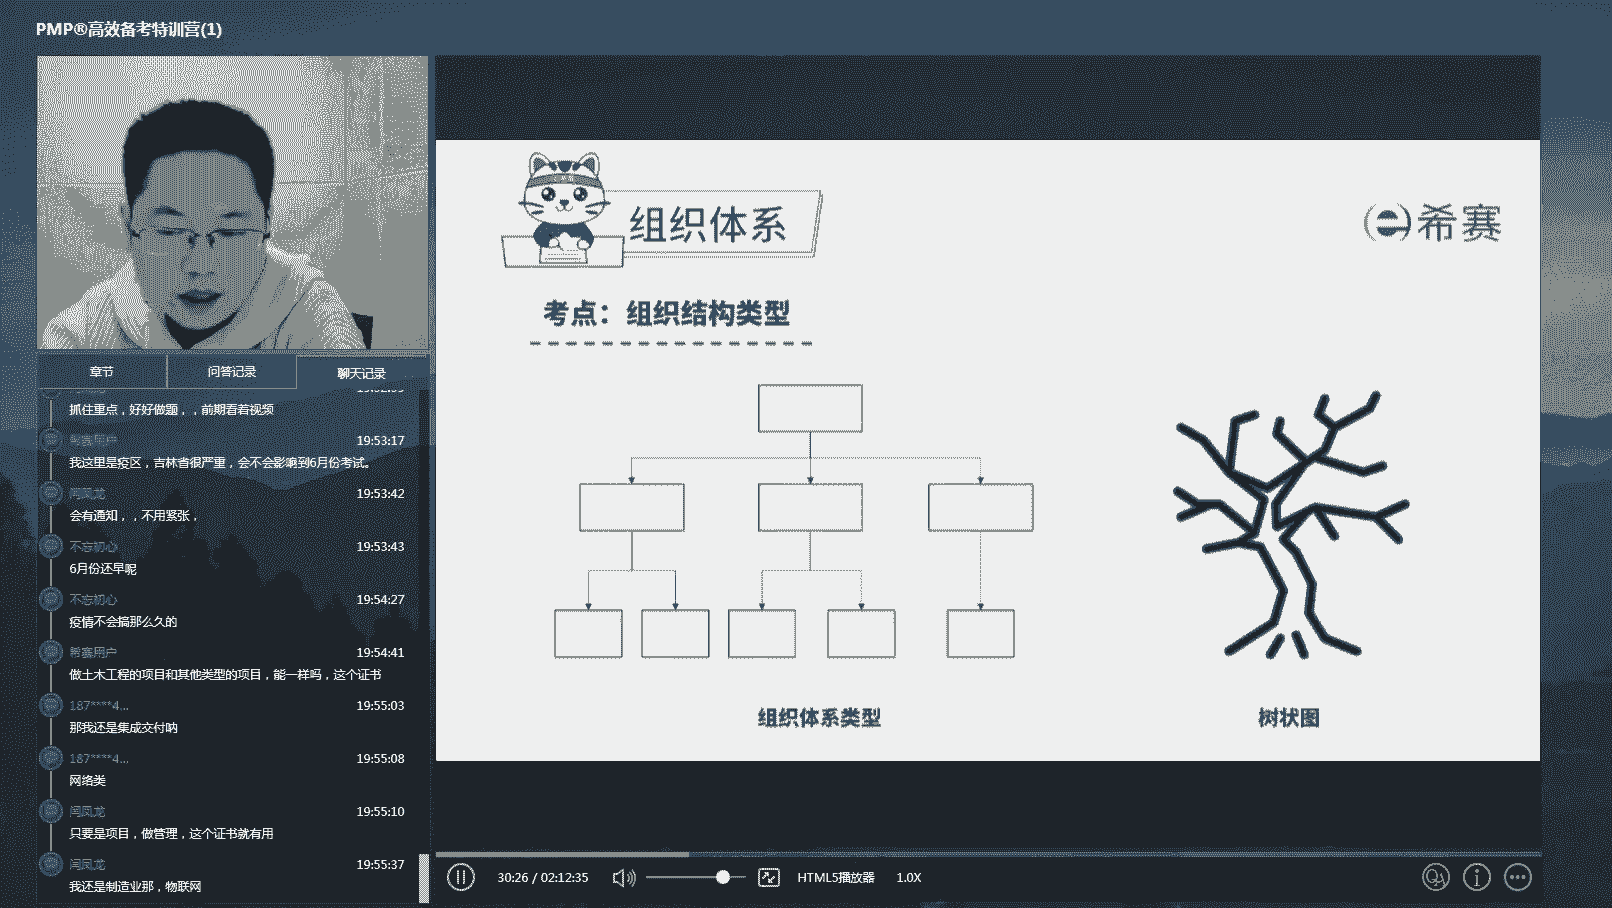 PMP®高效备考特训营(1)
章节
问答记录
聊天记录
抓住重点，好好做题，，前期看看视频
希赛用户
19:53:17
我这里是疫区，吉林省很严重，会不会影响到6月份考试。
闫凤龙
19:53:42
会有通知，，不用紧张，
不忘初心
19:53:43
6月份还早呢
不忘初心
19:54:27
疫情不会搞那么久的
希赛用户
19:54:41
做土木工程的项目和其他类型的项目，能一样吗，这个证书
187****4...
19:55:03
那我还是集成交付呐
187****4...
19:55:08
网络类
闫凤龙
19:55:10
只要是项目，做管理，这个证书就有用
闫凤龙
19:55:37
我还是制造业那，物联网
组织体系
希赛
考点：组织结构类型
组织体系类型
树状图
30:26 / 02:12:35
HTML5播放器
1.0X
QA